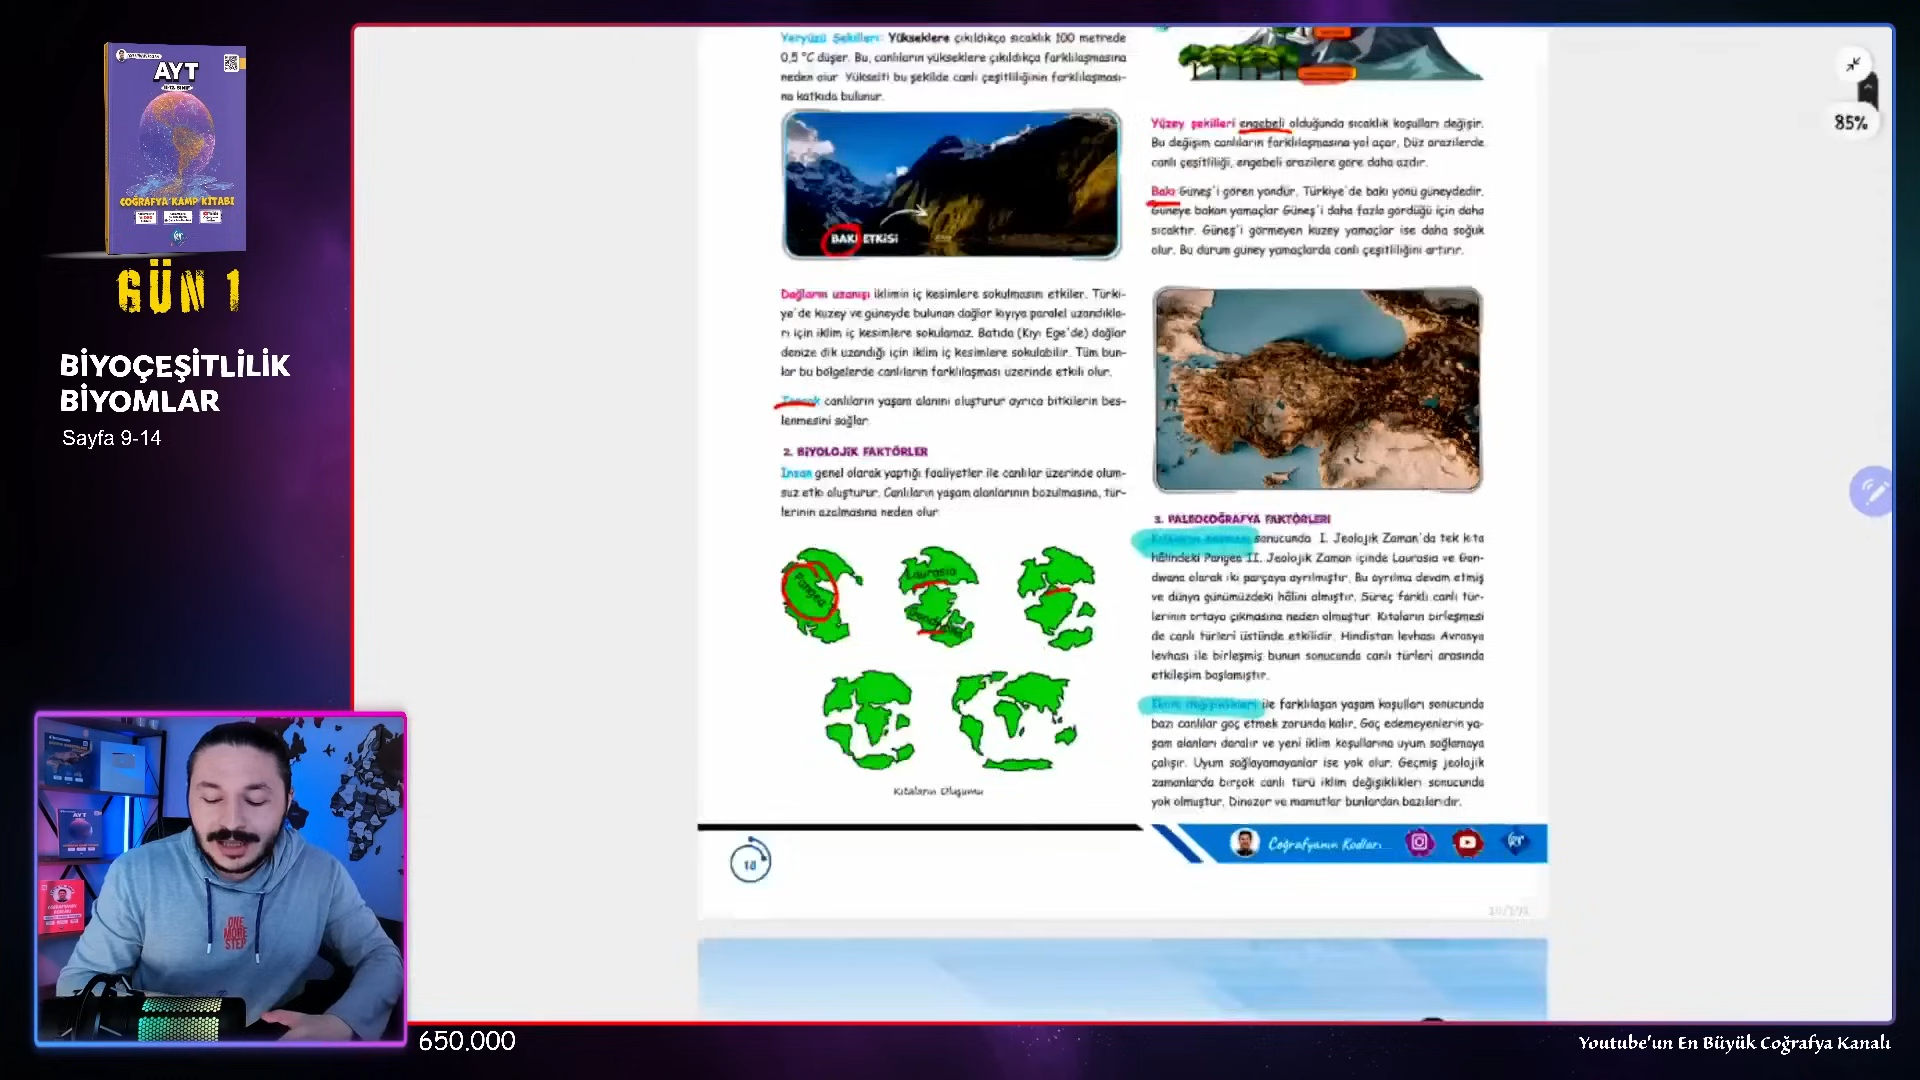 AYT
COĞRAFYA KAMP KİTABI
GÜN 1
BİYOÇEŞİTLİLİK
BİYOMLAR
Sayfa 9-14
Yeryüzü Şekilleri: Yükseklere çıkıldıkça sıcaklık 100 metrede
0,5 °C düşer. Bu, canlıların yükseklere çıkıldıkça farklılaşmasına
neden olur. Yükselti bu şekilde canlı çeşitliliğinin farklılaşması-
na katkıda bulunur.
BAKI ETKİSİ
Dağların uzanışı iklimin iç kesimlere sokulmasını etkiler. Türki-
ye'de kuzey ve güneyde bulunan dağlar kıyıya paralel uzandıkla-
rı için iklim iç kesimlere sokulamaz. Batıda (Kıyı Ege'de) dağlar
denize dik uzandığı için iklim iç kesimlere sokulabilir. Tüm bun-
lar bu bölgelerde canlıların farklılaşması üzerinde etkili olur.
Toprak canlıların yaşam alanını oluşturur ayrıca bitkilerin bes-
lenmesini sağlar.
2. BİYOLOJİK FAKTÖRLER
İnsan genel olarak yaptığı faaliyetler ile canlılar üzerinde olum-
suz etki oluşturur. Canlıların yaşam alanlarının bozulmasına, tür-
lerinin azalmasına neden olur.
Pangea
Laurasia
Gondwana
Kıtaların Oluşumu
18
Yüzey şekilleri engebeli olduğunda sıcaklık koşulları değişir.
Bu değişim canlıların farklılaşmasına yol açar. Düz arazilerde
canlı çeşitliliği, engebeli arazilere göre daha azdır.
Bakı Güneş'i gören yöndür. Türkiye'de bakı yönü güneydedir.
Güneye bakan yamaçlar Güneş'i daha fazla gördüğü için daha
sıcaktır. Güneş'i görmeyen kuzey yamaçlar ise daha soğuk
olur. Bu durum güney yamaçlarda canlı çeşitliliğini artırır.
3. PALEOCOĞRAFYA FAKTÖRLERİ
Kıtaların kayması sonucunda I. Jeolojik Zaman'da tek kıta
hâlindeki Pangea II. Jeolojik Zaman içinde Laurasia ve Gon-
dwana olarak iki parçaya ayrılmıştır. Bu ayrılma devam etmiş
ve dünya günümüzdeki hâlini almıştır. Süreç farklı canlı tür-
lerinin ortaya çıkmasına neden olmuştur. Kıtaların birleşmesi
de canlı türleri üstünde etkilidir. Hindistan levhası Avrasya
levhası ile birleşmiş bunun sonucunda canlı türleri arasında
etkileşim başlamıştır.
İklim değişiklikleri ile farklılaşan yaşam koşulları sonucunda
bazı canlılar göç etmek zorunda kalır. Göç edemeyenlerin ya-
şam alanları daralır ve yeni iklim koşullarına uyum sağlamaya
çalışır. Uyum sağlayamayanlar ise yok olur. Geçmiş jeolojik
zamanlarda birçok canlı türü iklim değişiklikleri sonucunda
yok olmuştur. Dinozor ve mamutlar bunlardan bazılarıdır.
Coğrafyanın Kodları
85%
ONE
MORE
STEP
650.000
Youtube'un En Büyük Coğrafya Kanalı